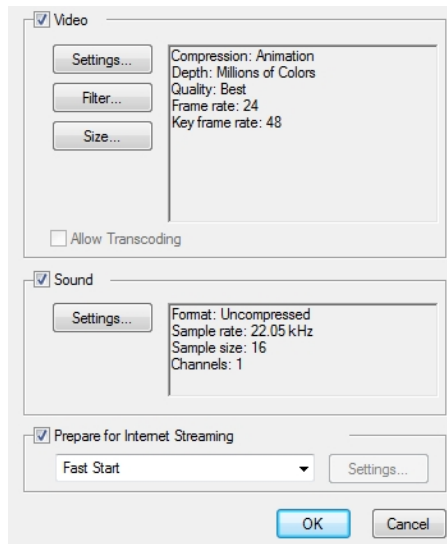 Video
Settings...
Compression: Animation
Depth: Millions of Colors
Quality: Best
Frame rate: 24
Key frame rate: 48
Filter...
Size...
Allow Transcoding
Sound
Settings...
Format: Uncompressed
Sample rate: 22.05 kHz
Sample size: 16
Channels: 1
Prepare for Internet Streaming
Fast Start
Settings...
OK
Cancel